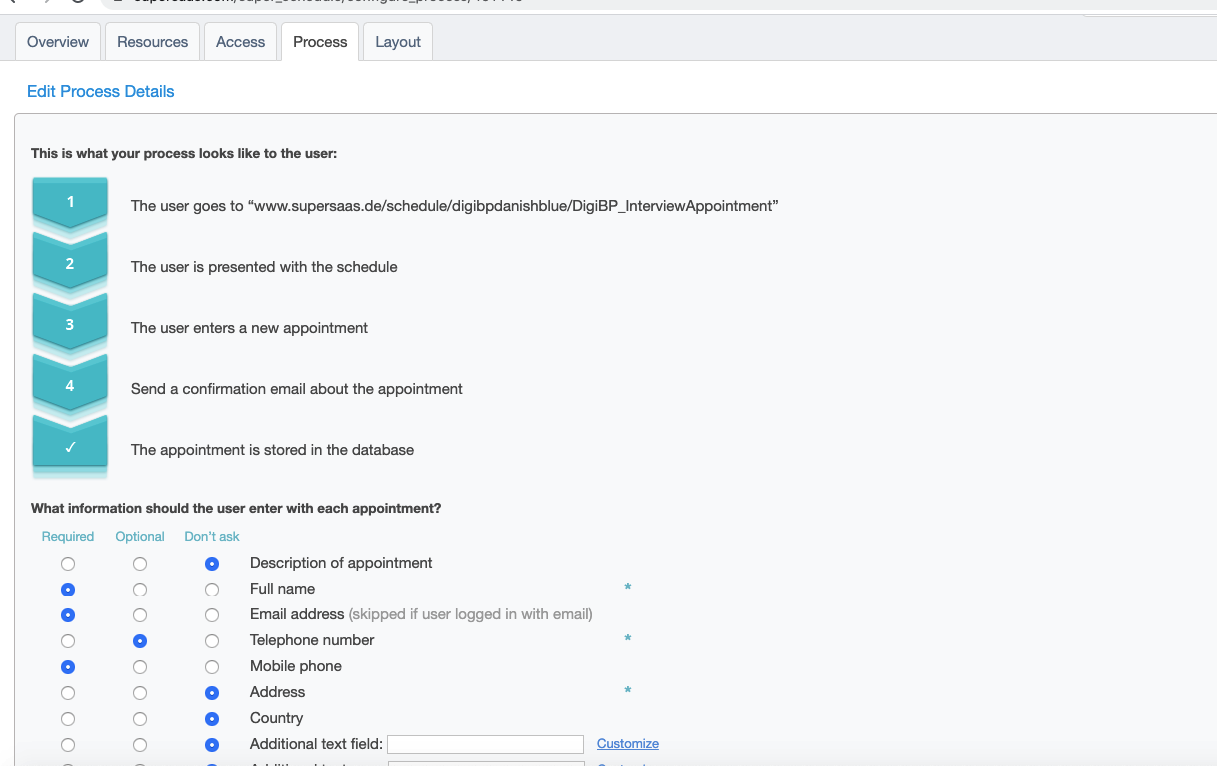 Overview Resources Access Process Layout
Edit Process Details
This is what your process looks like to the user:
1 The user goes to “www.supersaas.de/schedule/digibpdanishblue/DigiBP_InterviewAppointment”
2 The user is presented with the schedule
3 The user enters a new appointment
4 Send a confirmation email about the appointment
✓ The appointment is stored in the database
What information should the user enter with each appointment?
Required Optional Don't ask
Description of appointment
Full name *
Email address (skipped if user logged in with email)
Telephone number *
Mobile phone
Address *
Country
Additional text field: Customize